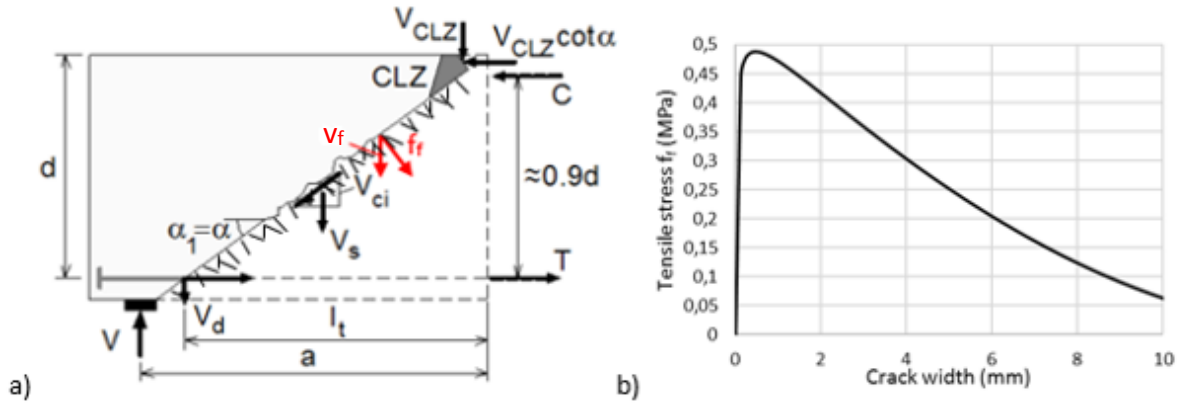 V_CLZ
V_CLZ cot α
CLZ
C
d
v_f
f_f
≈0.9d
V_ci
α_1=α
V_s
T
V_d
l_t
V
a
a)
Tensile stress f_f (MPa)
0,5
0,45
0,4
0,35
0,3
0,25
0,2
0,15
0,1
0,05
0
0 2 4 6 8 10
Crack width (mm)
b)